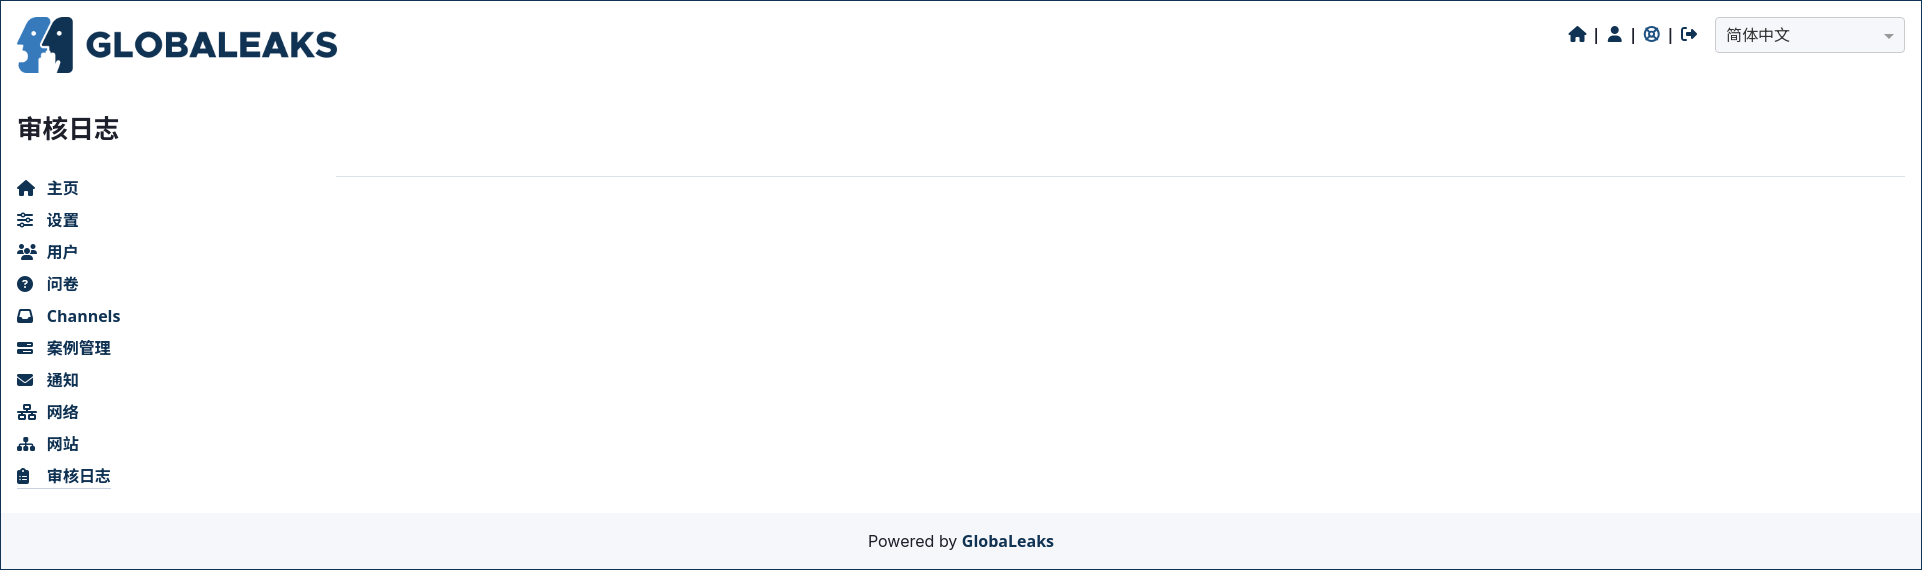 GLOBALEAKS
| | |
简体中文
审核日志
主页
设置
用户
问卷
Channels
案例管理
通知
网络
网站
审核日志
Powered by GlobaLeaks